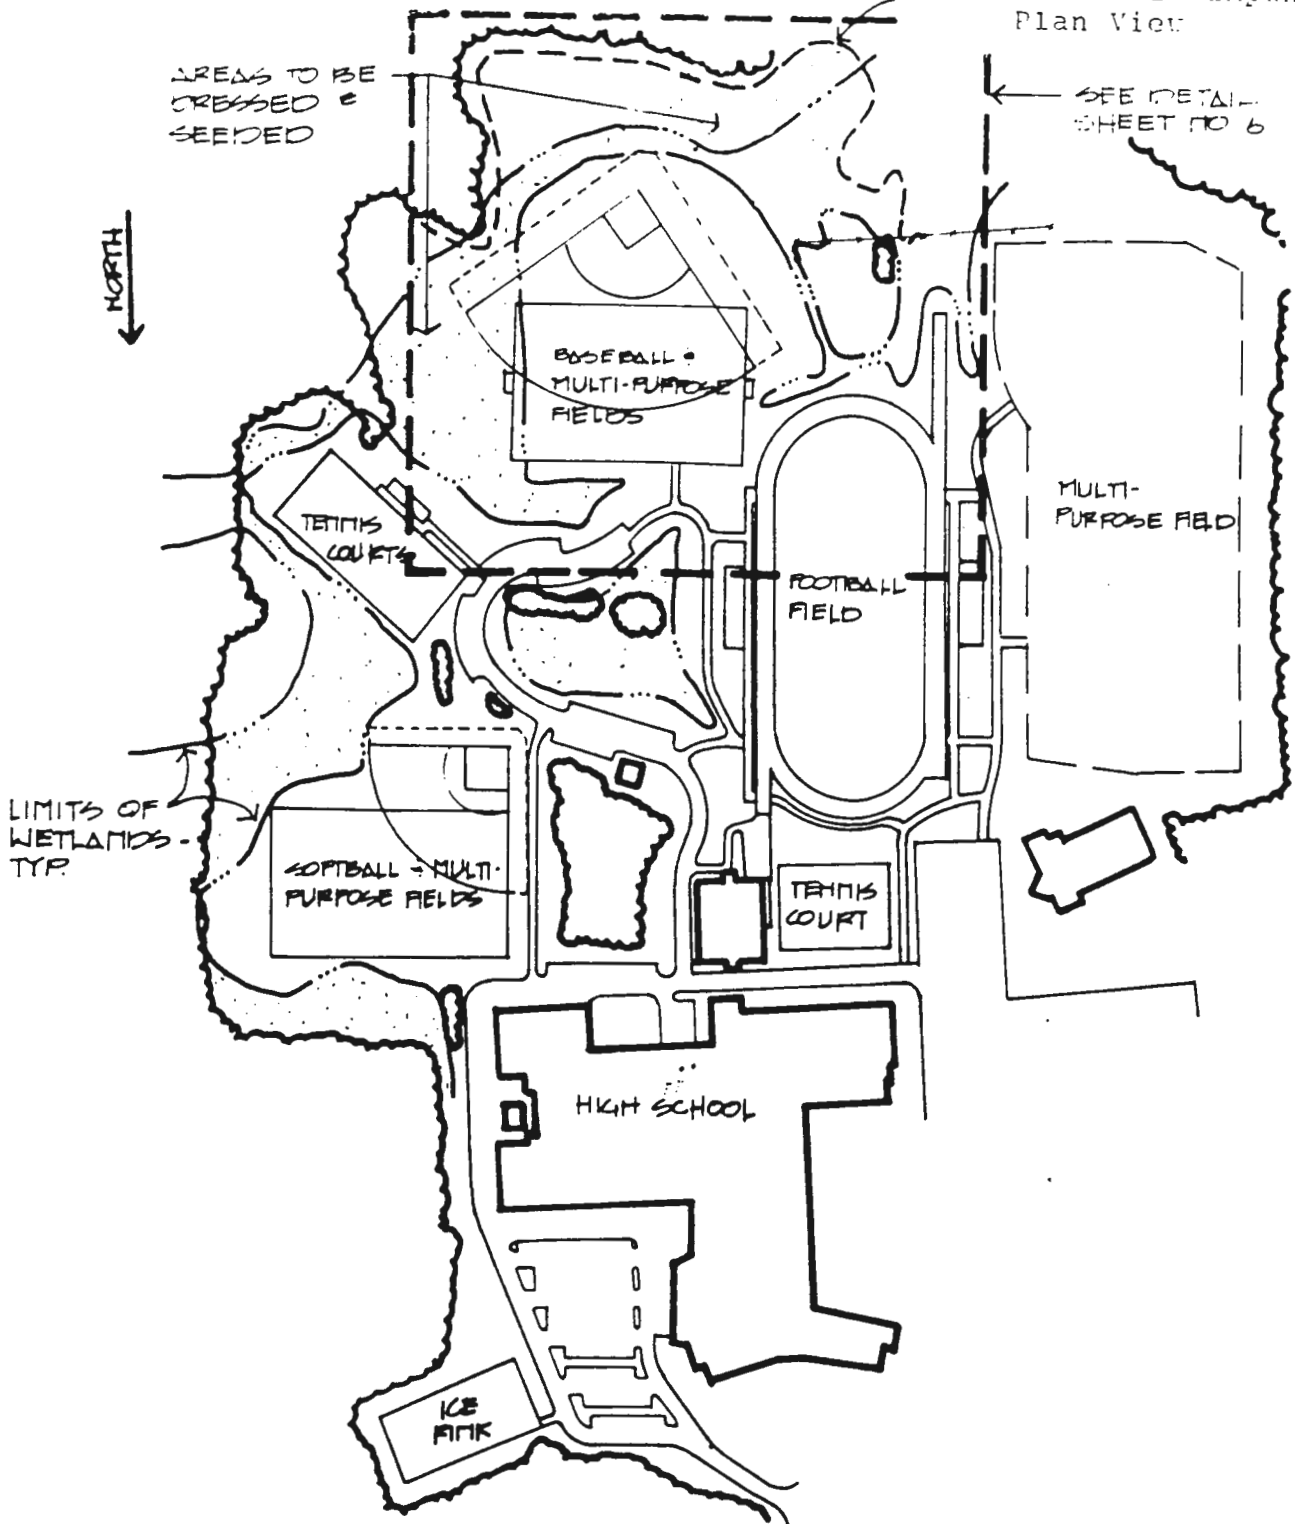 Plan View
AREAS TO BE
DRESSED &
SEEDED
SEE DETAIL
SHEET NO 6
NORTH
BASEBALL -
MULTI-PURPOSE
FIELDS
MULTI-
PURPOSE FIELD
TENNIS
COURTS
FOOTBALL
FIELD
LIMITS OF
WETLANDS -
TYP.
SOFTBALL - MULTI-
PURPOSE FIELDS
TENNIS
COURT
HIGH SCHOOL
ICE
RINK